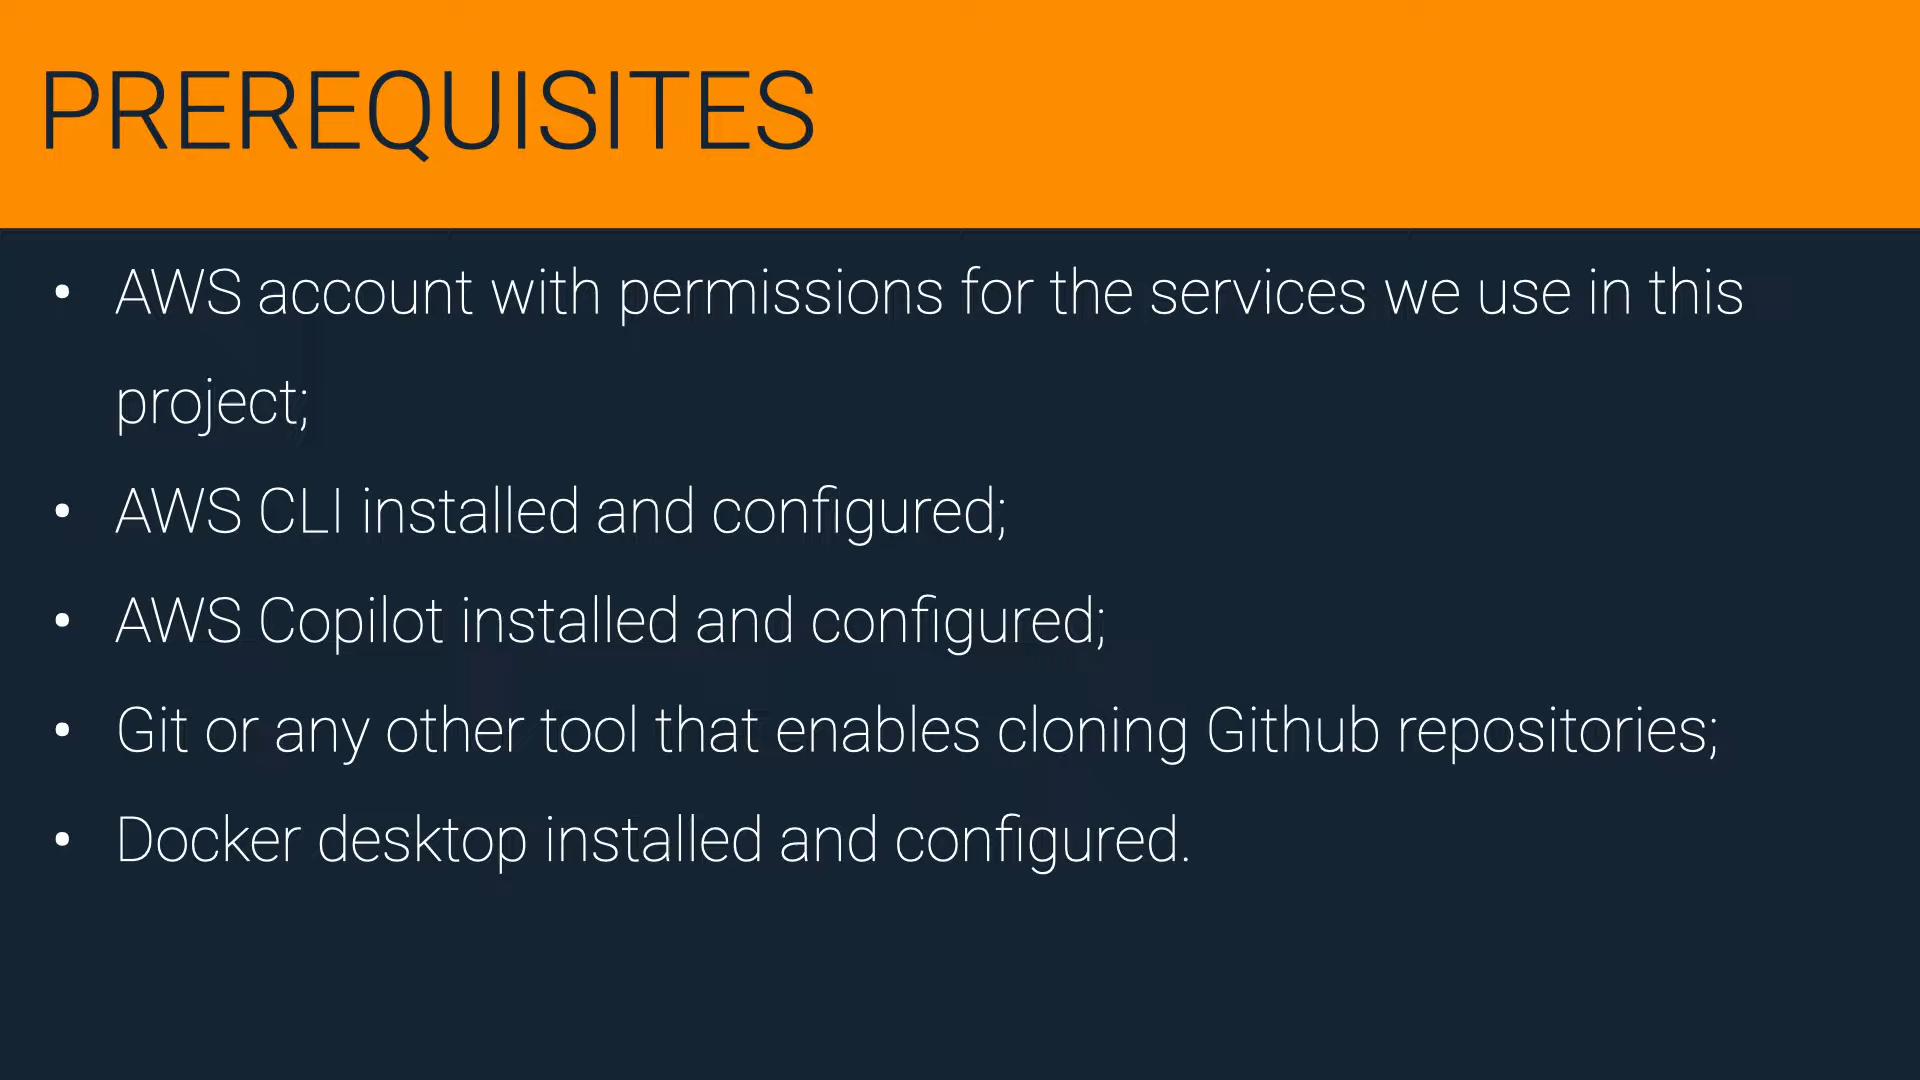 PREREQUISITES
• AWS account with permissions for the services we use in this
project;
• AWS CLI installed and configured;
• AWS Copilot installed and configured;
• Git or any other tool that enables cloning Github repositories;
• Docker desktop installed and configured.